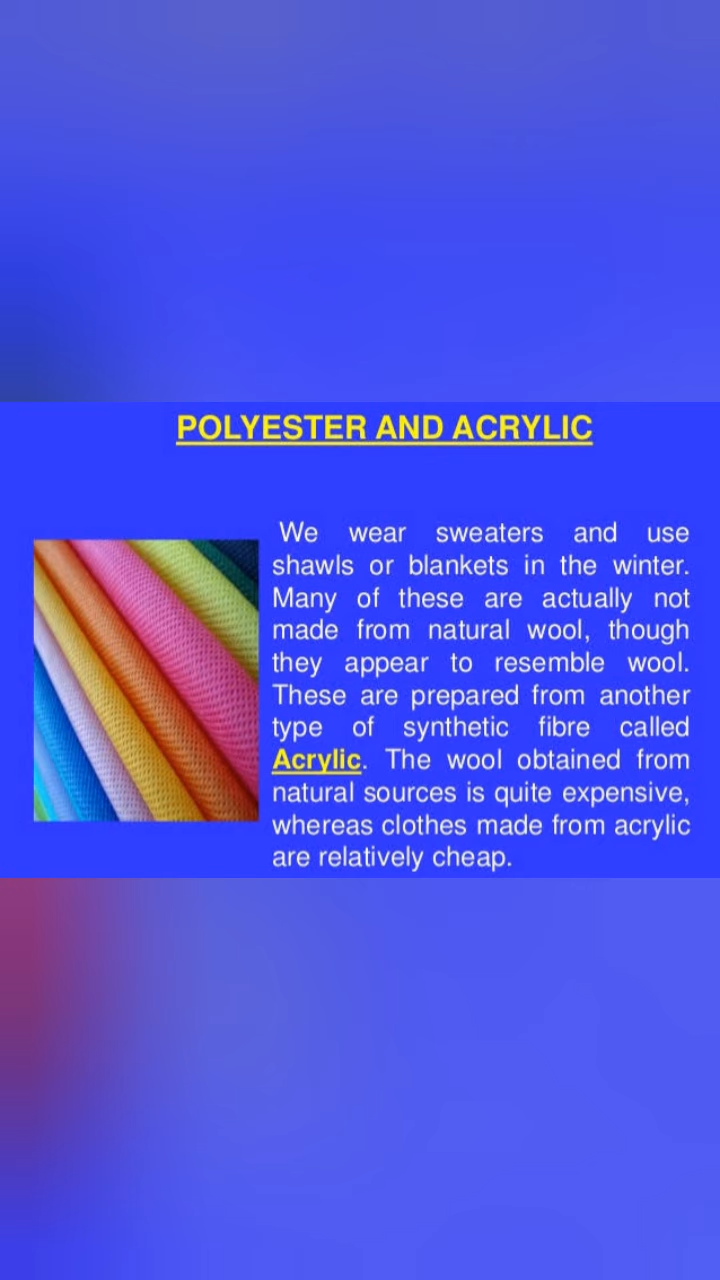 POLYESTER AND ACRYLIC
We wear sweaters and use
shawls or blankets in the winter.
Many of these are actually not
made from natural wool, though
they appear to resemble wool.
These are prepared from another
type of synthetic fibre called
Acrylic. The wool obtained from
natural sources is quite expensive,
whereas clothes made from acrylic
are relatively cheap.